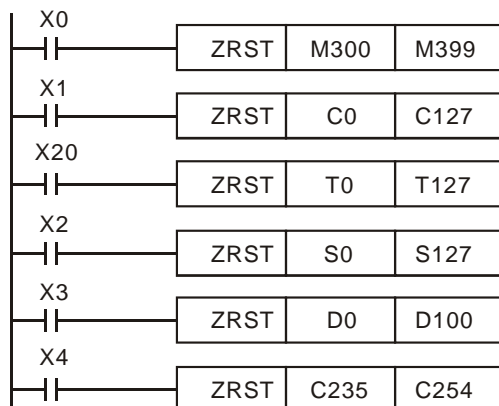 X0
ZRST M300 M399
X1
ZRST C0 C127
X20
ZRST T0 T127
X2
ZRST S0 S127
X3
ZRST D0 D100
X4
ZRST C235 C254